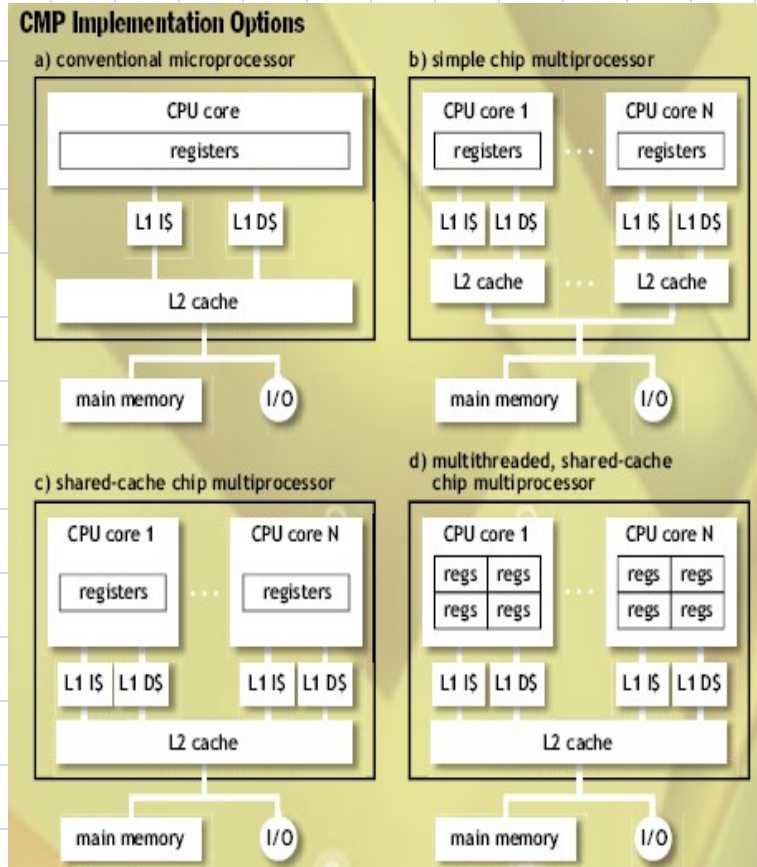 CMP Implementation Options
a) conventional microprocessor
CPU core
registers
L1 I$ L1 D$
L2 cache
main memory I/O
b) simple chip multiprocessor
CPU core 1 CPU core N
registers ... registers
L1 I$ L1 D$ L1 I$ L1 D$
L2 cache ... L2 cache
main memory I/O
c) shared-cache chip multiprocessor
CPU core 1 CPU core N
registers ... registers
L1 I$ L1 D$ L1 I$ L1 D$
L2 cache
main memory I/O
d) multithreaded, shared-cache
chip multiprocessor
CPU core 1 CPU core N
regs regs ... regs regs
regs regs regs regs
L1 I$ L1 D$ L1 I$ L1 D$
L2 cache
main memory I/O